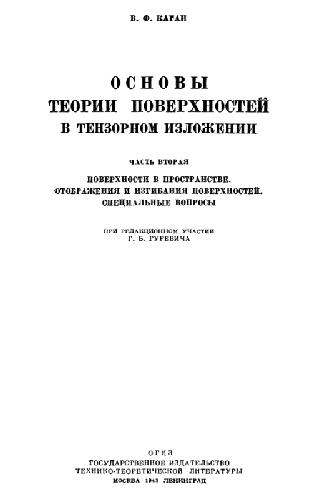 В. Ф. КАГАН
ОСНОВЫ
ТЕОРИИ ПОВЕРХНОСТЕЙ
В ТЕНЗОРНОМ ИЗЛОЖЕНИИ
ЧАСТЬ ВТОРАЯ
ПОВЕРХНОСТИ В ПРОСТРАНСТВЕ.
ОТОБРАЖЕНИЯ И ИЗГИБАНИЯ ПОВЕРХНОСТЕЙ.
СПЕЦИАЛЬНЫЕ ВОПРОСЫ
ПРИ РЕДАКЦИОННОМ УЧАСТИИ
Г. Б. ГУРЕВИЧА
ОГИЗ
ГОСУДАРСТВЕННОЕ ИЗДАТЕЛЬСТВО
ТЕХНИКО-ТЕОРЕТИЧЕСКОЙ ЛИТЕРАТУРЫ
МОСКВА ЛЕНИНГРАД